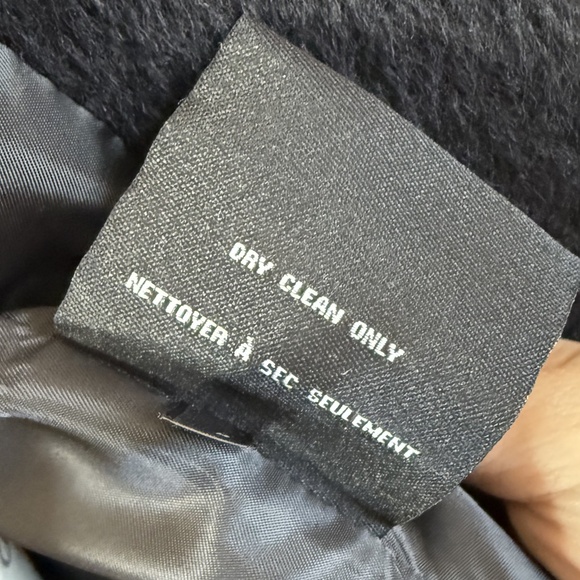 DRY CLEAN ONLY
NETTOYER À SEC SEULEMENT